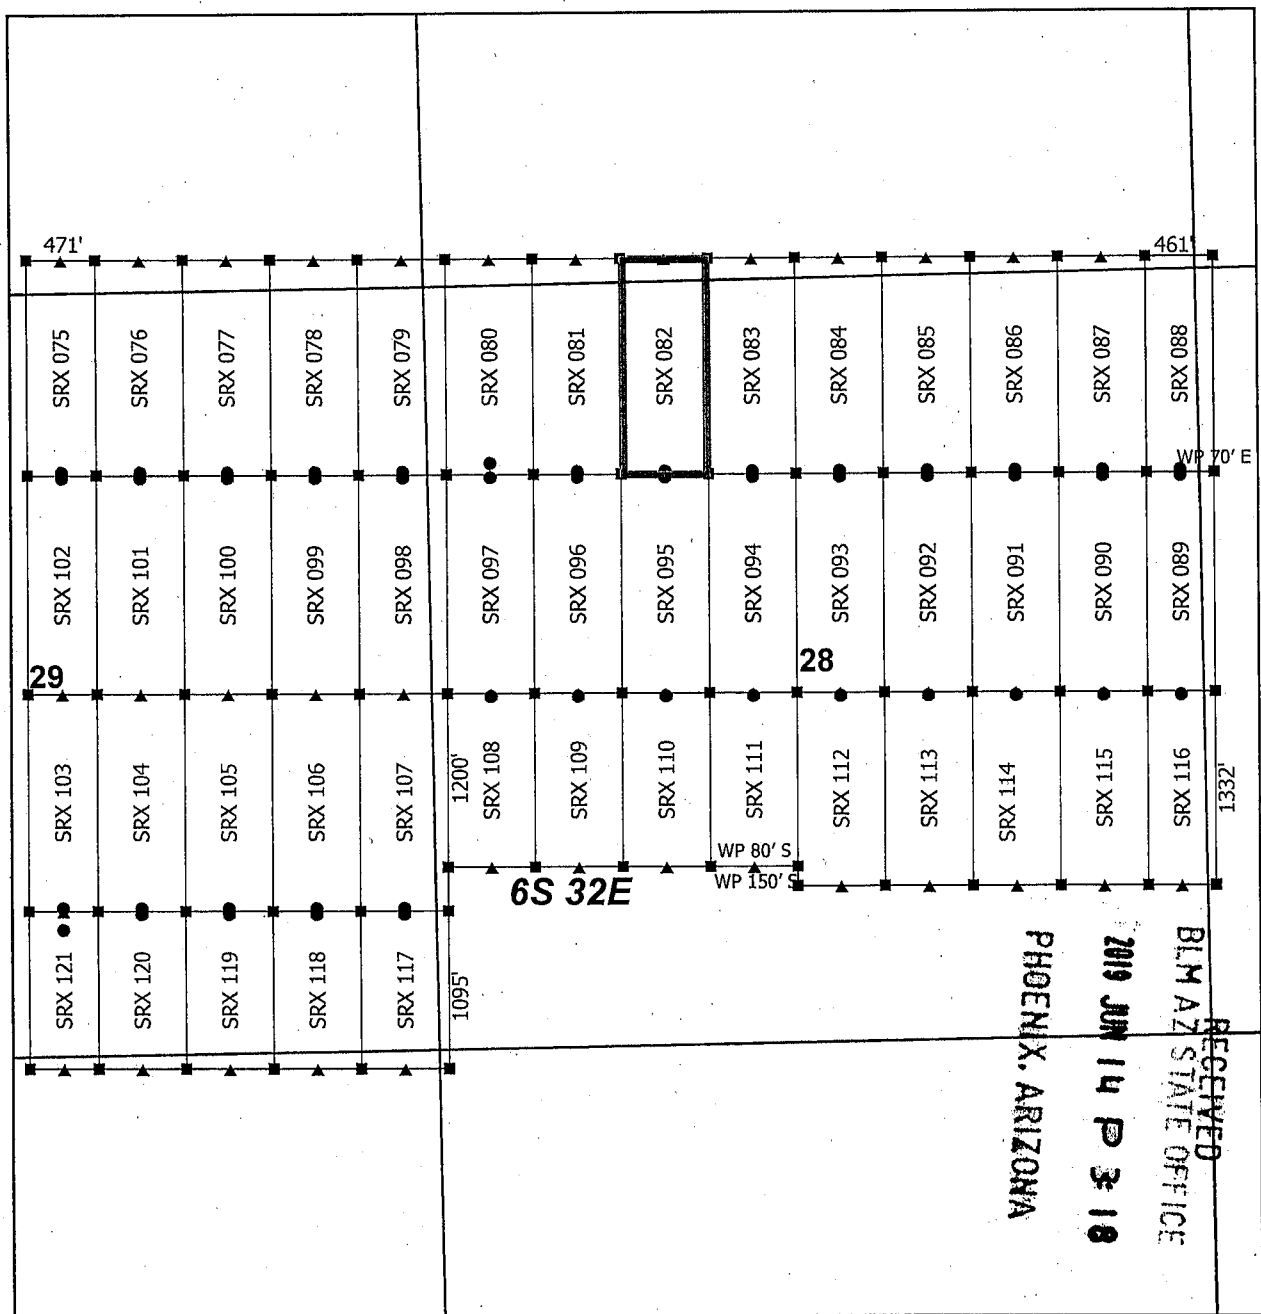 471'
461'
SRX 075
SRX 076
SRX 077
SRX 078
SRX 079
SRX 080
SRX 081
SRX 082
SRX 083
SRX 084
SRX 085
SRX 086
SRX 087
SRX 088
WP 70' E
SRX 102
SRX 101
SRX 100
SRX 099
SRX 098
SRX 097
SRX 096
SRX 095
SRX 094
SRX 093
SRX 092
SRX 091
SRX 090
SRX 089
29
28
SRX 103
SRX 104
SRX 105
SRX 106
SRX 107
1200'
SRX 108
SRX 109
SRX 110
SRX 111
SRX 112
SRX 113
SRX 114
SRX 115
SRX 116
1332'
WP 80' S
WP 150' S
6S 32E
SRX 121
SRX 120
SRX 119
SRX 118
SRX 117
1095'
RECEIVED
BLM AZ STATE OFFICE
2019 JUN 14 P 3:18
PHOENIX, ARIZONA